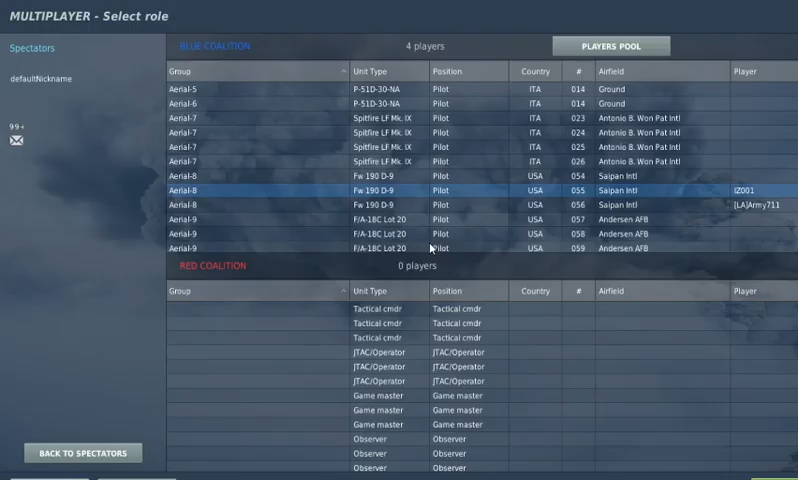 MULTIPLAYER - Select role
Spectators
defaultNickname
99+
BLUE COALITION 4 players PLAYERS POOL
Group Unit Type Position Country # Airfield Player
Aerial-5 P-51D-30-NA Pilot ITA 014 Ground
Aerial-6 P-51D-30-NA Pilot ITA 014 Ground
Aerial-7 Spitfire LF Mk. IX Pilot ITA 023 Antonio B. Won Pat Intl
Aerial-7 Spitfire LF Mk. IX Pilot ITA 024 Antonio B. Won Pat Intl
Aerial-7 Spitfire LF Mk. IX Pilot ITA 025 Antonio B. Won Pat Intl
Aerial-7 Spitfire LF Mk. IX Pilot ITA 026 Antonio B. Won Pat Intl
Aerial-8 Fw 190 D-9 Pilot USA 054 Saipan Intl
Aerial-8 Fw 190 D-9 Pilot USA 055 Saipan Intl IZ001
Aerial-8 Fw 190 D-9 Pilot USA 056 Saipan Intl [LA]Army711
Aerial-9 F/A-18C Lot 20 Pilot USA 057 Andersen AFB
Aerial-9 F/A-18C Lot 20 Pilot USA 058 Andersen AFB
Aerial-9 F/A-18C Lot 20 Pilot USA 059 Andersen AFB
RED COALITION 0 players
Group Unit Type Position Country # Airfield Player
Tactical cmdr Tactical cmdr
Tactical cmdr Tactical cmdr
Tactical cmdr Tactical cmdr
JTAC/Operator JTAC/Operator
JTAC/Operator JTAC/Operator
JTAC/Operator JTAC/Operator
Game master Game master
Game master Game master
Game master Game master
Observer Observer
Observer Observer
Observer Observer
BACK TO SPECTATORS